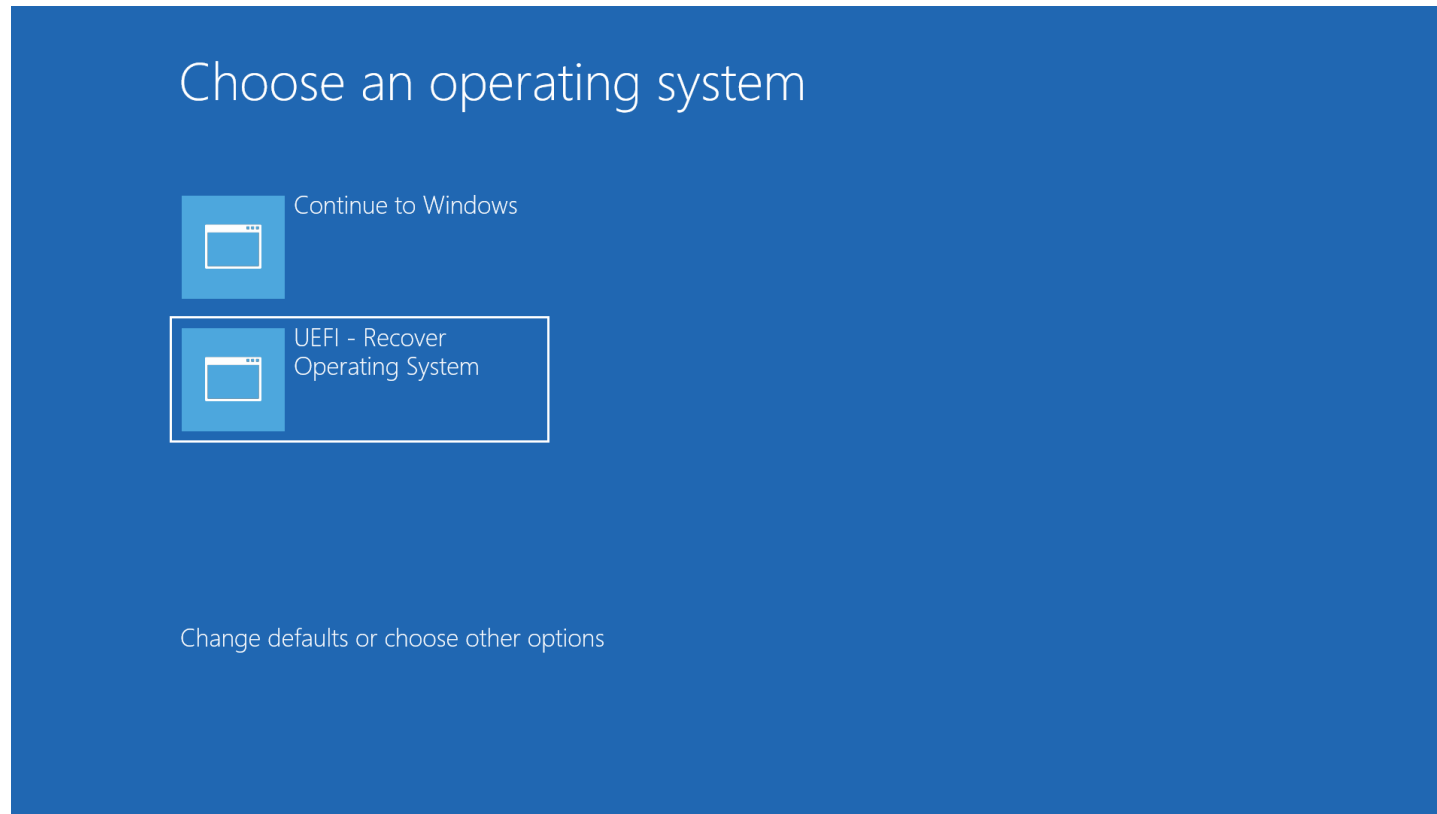 Choose an operating system
Continue to Windows
UEFI - Recover
Operating System
Change defaults or choose other options